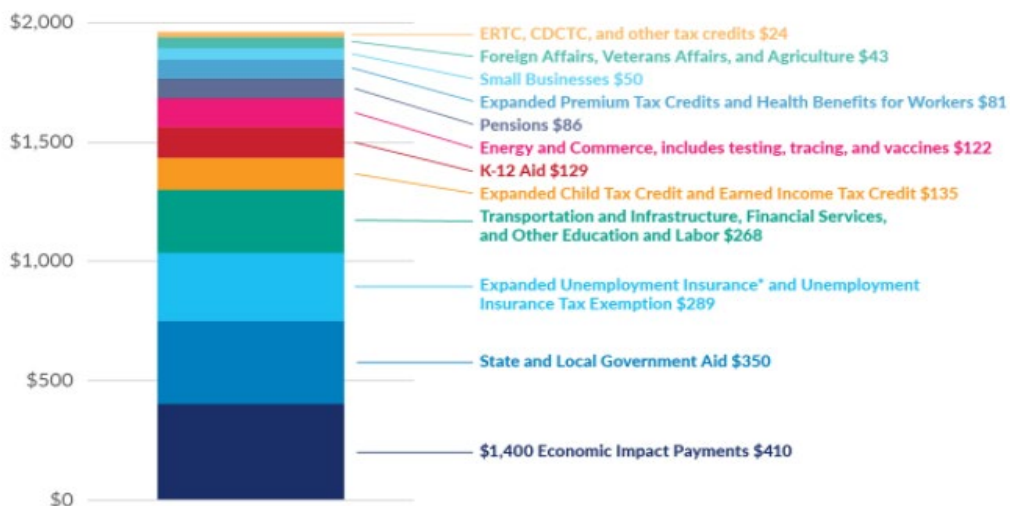 $2,000
ERTC, CDCTC, and other tax credits $24
Foreign Affairs, Veterans Affairs, and Agriculture $43
Small Businesses $50
Expanded Premium Tax Credits and Health Benefits for Workers $81
Pensions $86
$1,500
Energy and Commerce, includes testing, tracing, and vaccines $122
K-12 Aid $129
Expanded Child Tax Credit and Earned Income Tax Credit $135
Transportation and Infrastructure, Financial Services,
and Other Education and Labor $268
$1,000
Expanded Unemployment Insurance* and Unemployment
Insurance Tax Exemption $289
State and Local Government Aid $350
$500
$1,400 Economic Impact Payments $410
$0